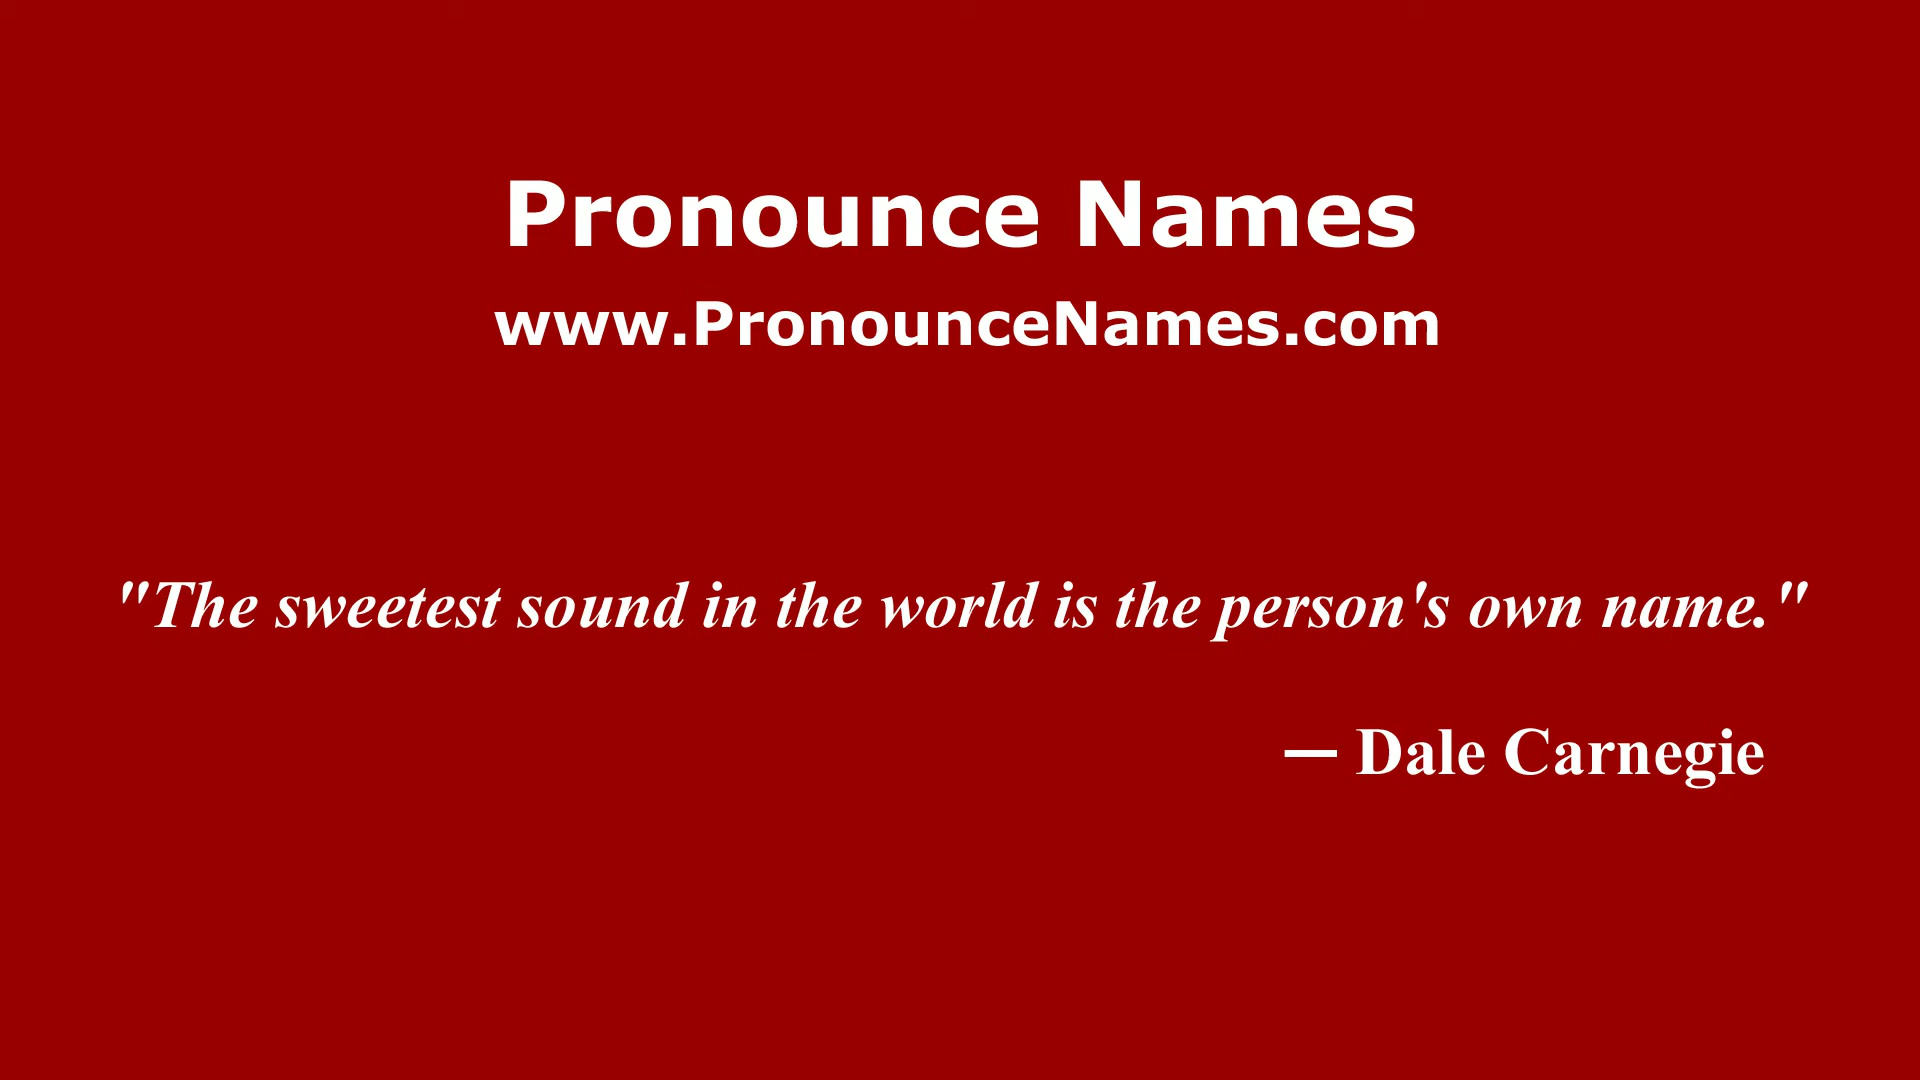 Pronounce Names
www.PronounceNames.com
"The sweetest sound in the world is the person's own name."
— Dale Carnegie